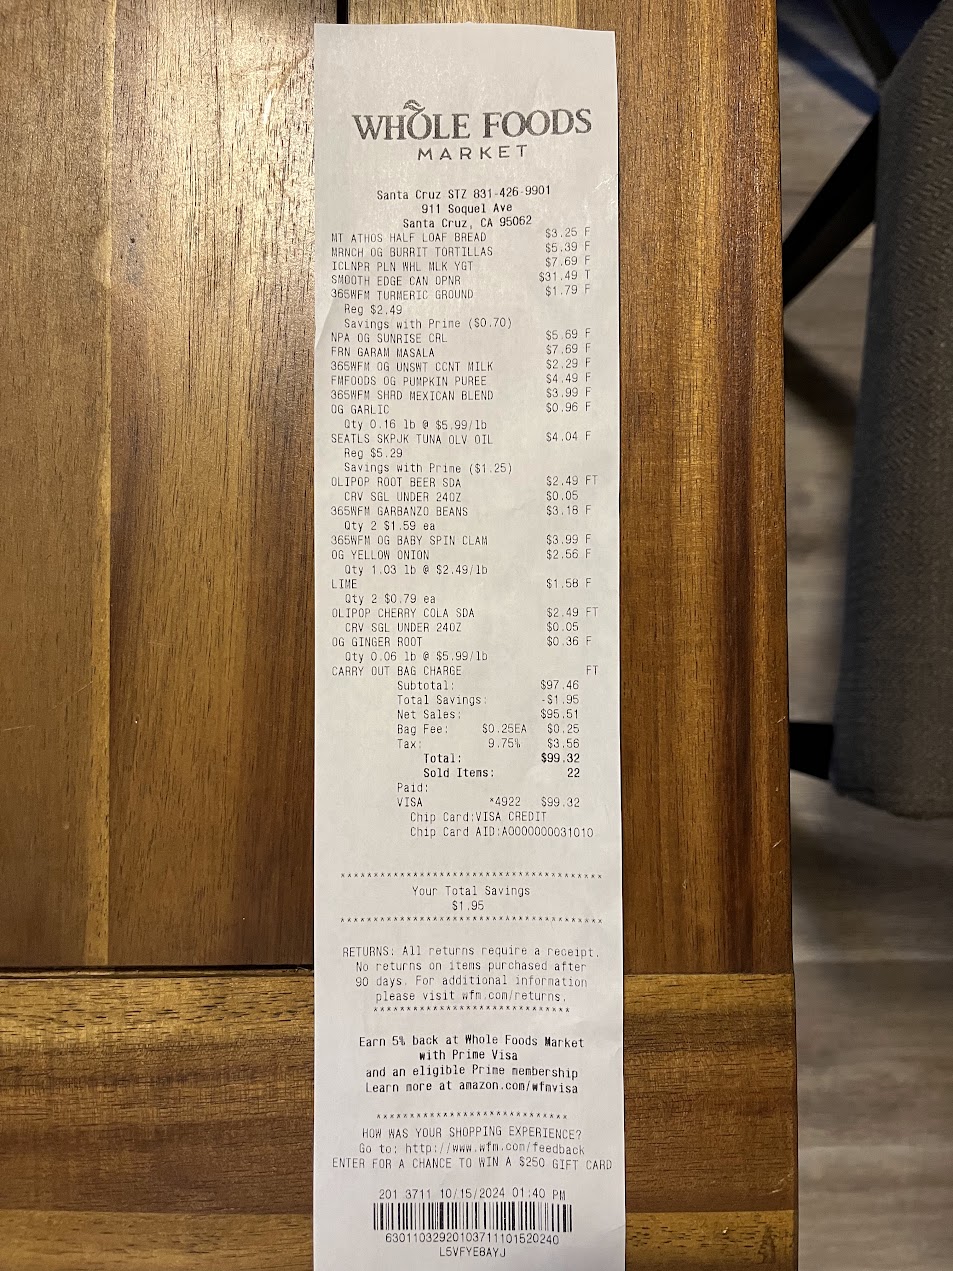 WHOLE FOODS
MARKET
Santa Cruz STZ 831-426-9901
911 Soquel Ave
Santa Cruz, CA 95062
MT ATHOS HALF LOAF BREAD $3.25 F
MRNCH OG BURRIT TORTILLAS $5.39 F
ICLNPR PLN WHL MLK YGT $7.69 F
SMOOTH EDGE CAN OPNR $31.49 T
365WFM TURMERIC GROUND $1.79 F
Reg $2.49
Savings with Prime ($0.70)
NPA OG SUNRISE CRL $5.69 F
FRN GARAM MASALA $7.69 F
365WFM OG UNSWT CCNT MILK $2.29 F
FMFOODS OG PUMPKIN PUREE $4.49 F
365WFM SHRD MEXICAN BLEND $3.99 F
OG GARLIC $0.96 F
Qty 0.16 lb @ $5.99/lb
SEATLS SKPJK TUNA OLV OIL $4.04 F
Reg $5.29
Savings with Prime ($1.25)
OLIPOP ROOT BEER SDA $2.49 FT
CRV SGL UNDER 24OZ $0.05
365WFM GARBANZO BEANS $3.18 F
Qty 2 $1.59 ea
365WFM OG BABY SPIN CLAM $3.99 F
OG YELLOW ONION $2.56 F
Qty 1.03 lb @ $2.49/lb
LIME $1.58 F
Qty 2 $0.79 ea
OLIPOP CHERRY COLA SDA $2.49 FT
CRV SGL UNDER 24OZ $0.05
OG GINGER ROOT $0.36 F
Qty 0.06 lb @ $5.99/lb
CARRY OUT BAG CHARGE FT
Subtotal: $97.46
Total Savings: -$1.95
Net Sales: $95.51
Bag Fee: $0.25EA $0.25
Tax: 9.75% $3.56
Total: $99.32
Sold Items: 22
Paid:
VISA *4922 $99.32
Chip Card:VISA CREDIT
Chip Card AID:A0000000031010
****************************************
Your Total Savings
$1.95
****************************************
RETURNS: All returns require a receipt.
No returns on items purchased after
90 days. For additional information
please visit wfm.com/returns.
******************************
Earn 5% back at Whole Foods Market
with Prime Visa
and an eligible Prime membership
Learn more at amazon.com/wfmvisa
*****************************
HOW WAS YOUR SHOPPING EXPERIENCE?
Go to: http://www.wfm.com/feedback
ENTER FOR A CHANCE TO WIN A $250 GIFT CARD
201 3711 10/15/2024 01:40 PM
63011032920103711101520240
L5VFYE8AYJ